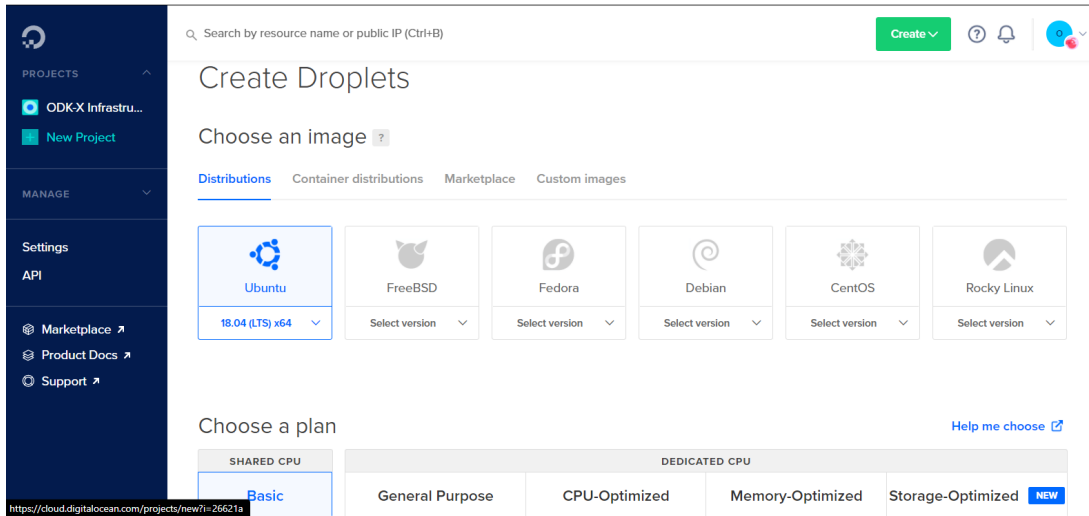 Search by resource name or public IP (Ctrl+B)
Create
?
O
PROJECTS
ODK-X Infrastru...
New Project
MANAGE
Settings
API
Marketplace
Product Docs
Support
Create Droplets
Choose an image ?
Distributions Container distributions Marketplace Custom images
Ubuntu FreeBSD Fedora Debian CentOS Rocky Linux
18.04 (LTS) x64 Select version Select version Select version Select version Select version
Choose a plan Help me choose
SHARED CPU DEDICATED CPU
Basic General Purpose CPU-Optimized Memory-Optimized Storage-Optimized NEW
https://cloud.digitalocean.com/projects/new?i=26621a